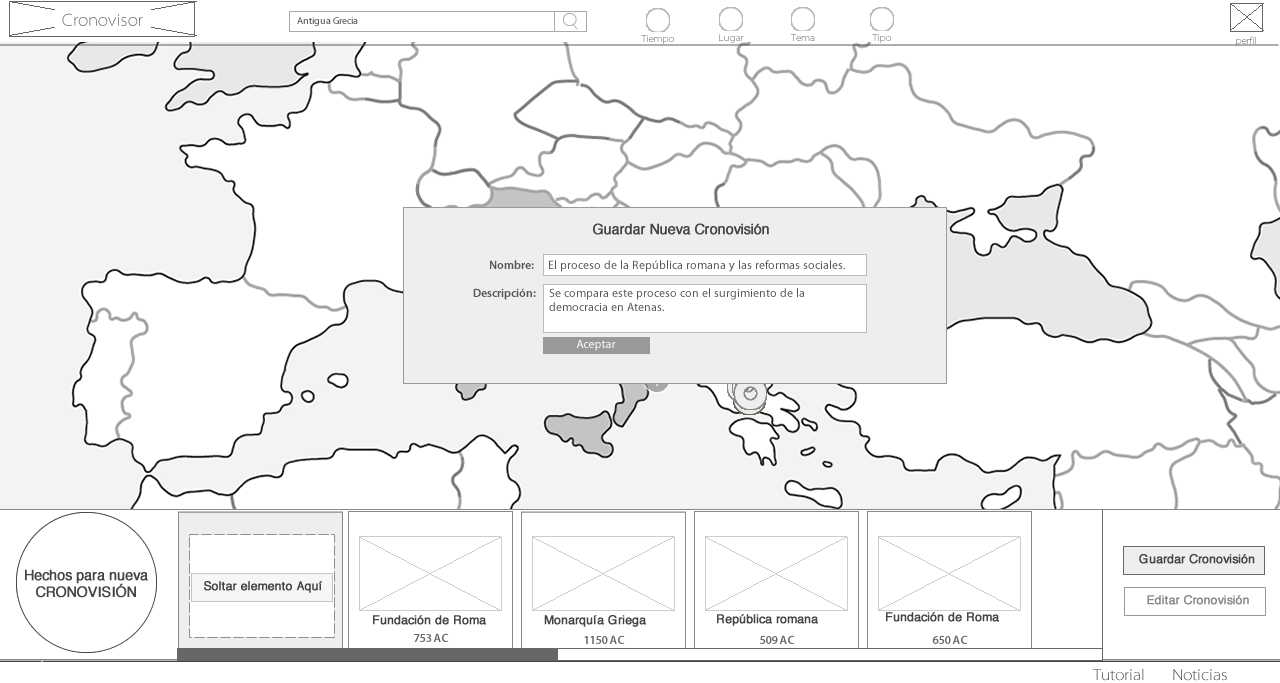 Cronovisor
Antigua Grecia
Tiempo
Lugar
Tema
Tipo
perfil
Guardar Nueva Cronovisión
Nombre: El proceso de la República romana y las reformas sociales.
Descripción: Se compara este proceso con el surgimiento de la
democracia en Atenas.
Aceptar
Hechos para nueva
CRONOVISIÓN
Soltar elemento Aquí
Fundación de Roma
753 AC
Monarquía Griega
1150 AC
República romana
509 AC
Fundación de Roma
650 AC
Guardar Cronovisión
Editar Cronovisión
Tutorial
Noticias